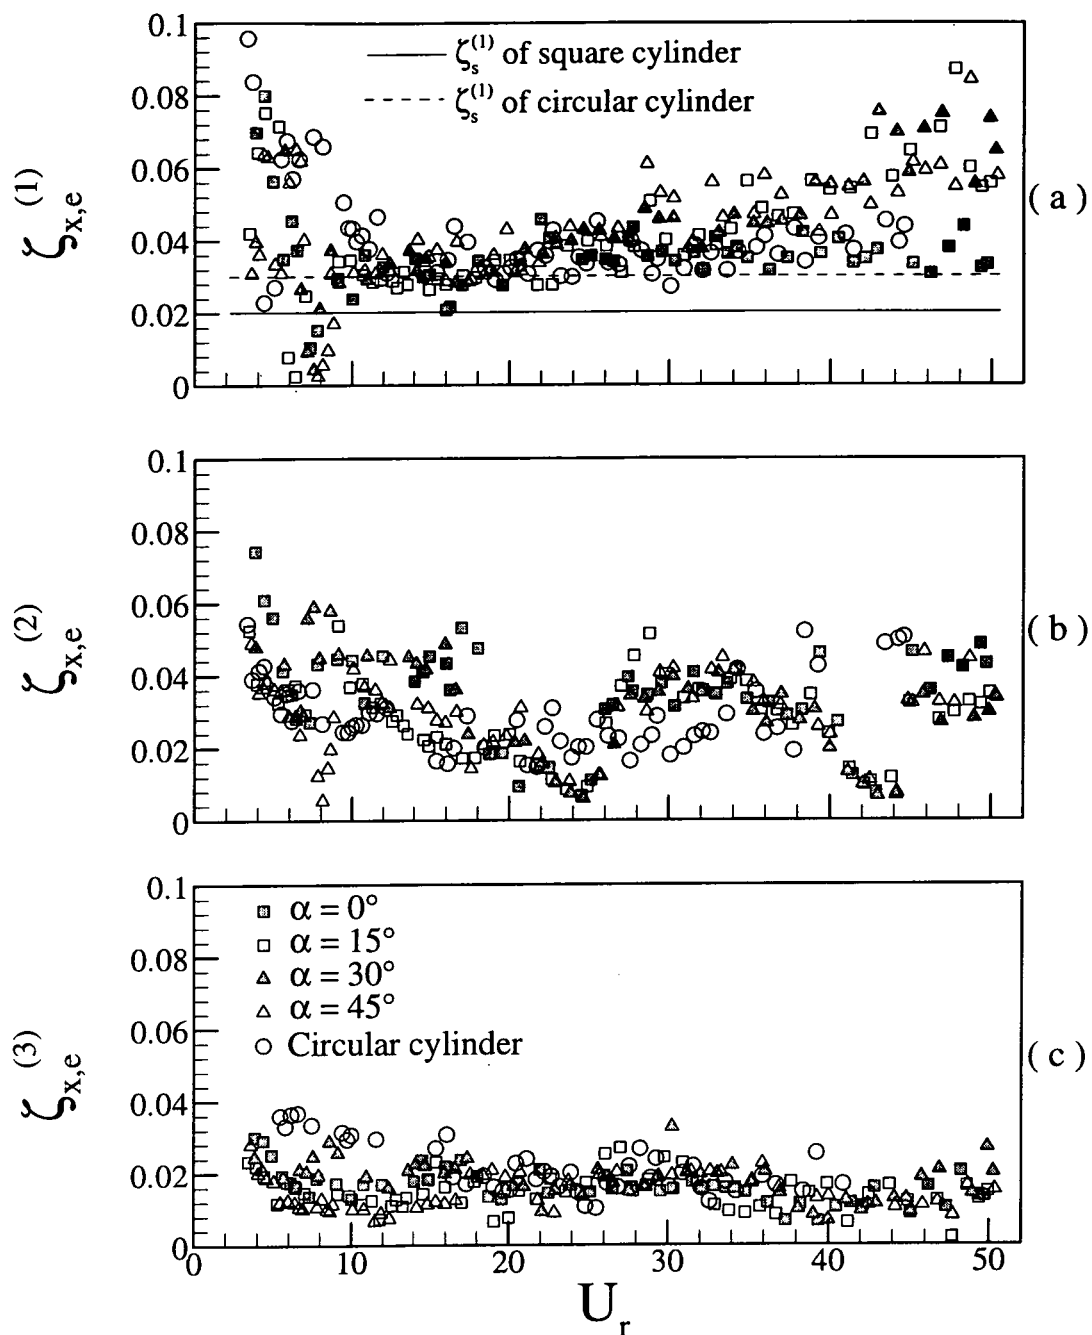 0.1
ζs(1) of square cylinder
0.08
ζs(1) of circular cylinder
0.06
ζx,e(1)
(a)
0.04
0.02
0
0.1
0.08
0.06
ζx,e(2)
(b)
0.04
0.02
0
0.1
α = 0°
0.08
α = 15°
α = 30°
0.06
α = 45°
ζx,e(3)
Circular cylinder
(c)
0.04
0.02
0
0 10 20 30 40 50
Ur